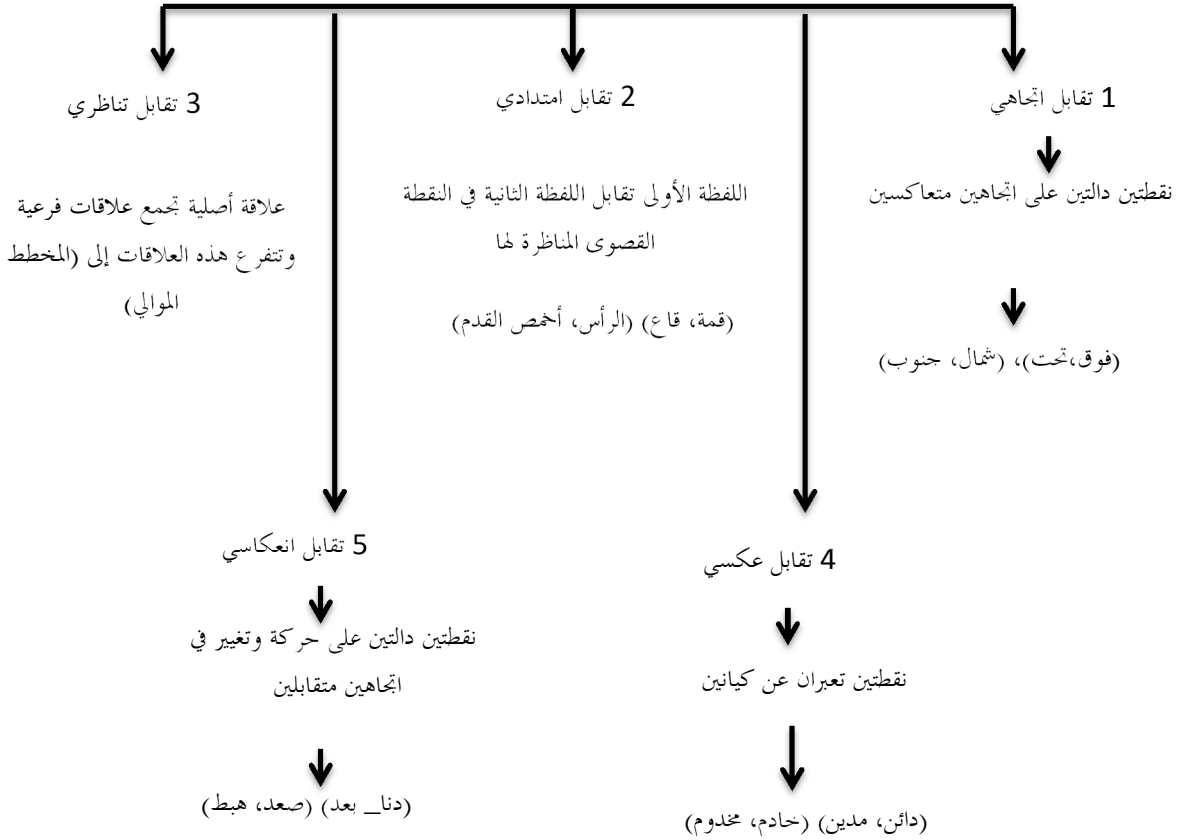 1 تقابل اتجاهي
نقطتين دالتين على اتجاهين متعاكسين
(فوق،تحت)، (شمال، جنوب)
2 تقابل امتدادي
اللفظة الأولى تقابل اللفظة الثانية في النقطة
القصوى المناظرة لها
(قمة، قاع) (الرأس، أخمص القدم)
3 تقابل تناظري
علاقة أصلية تجمع علاقات فرعية
وتتفرع هذه العلاقات إلى (المخطط
الموالي)
4 تقابل عكسي
نقطتين تعبران عن كيانين
(دائن، مدين) (خادم، مخدوم)
5 تقابل انعكاسي
نقطتين دالتين على حركة وتغيير في
اتجاهين متقابلين
(دنا_ بعد) (صعد، هبط)